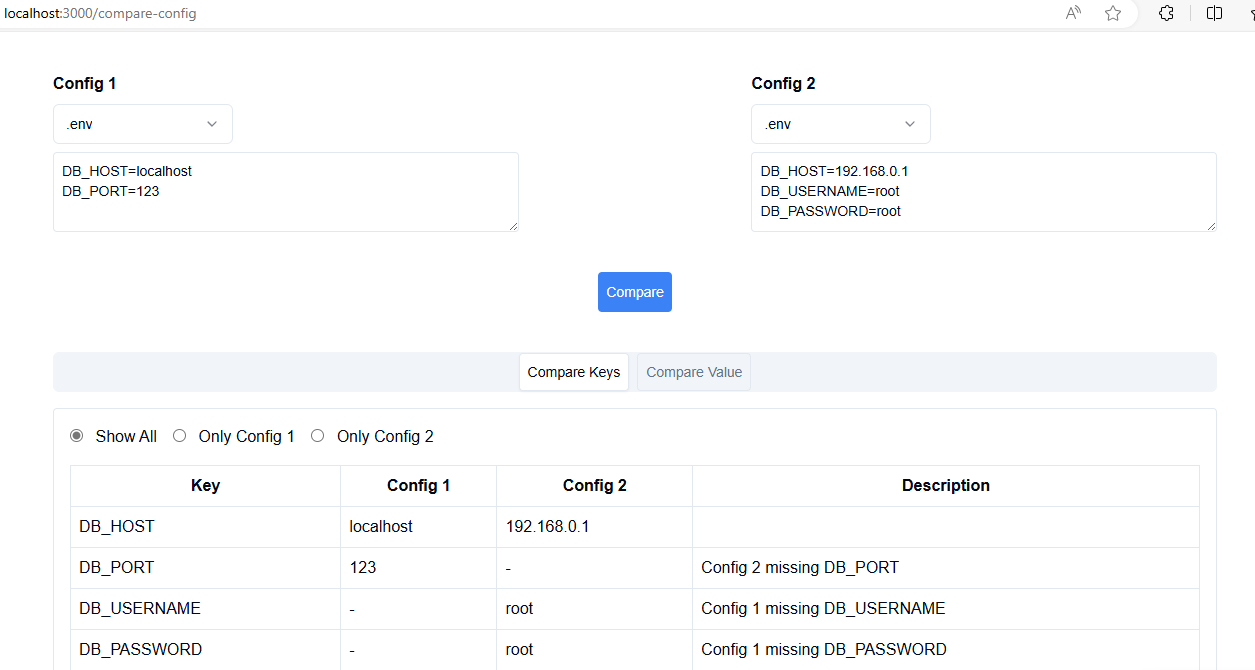 localhost:3000/compare-config
Config 1
Config 2
.env
.env
DB_HOST=localhost
DB_PORT=123
DB_HOST=192.168.0.1
DB_USERNAME=root
DB_PASSWORD=root
Compare
Compare Keys Compare Value
Show All Only Config 1 Only Config 2
Key Config 1 Config 2 Description
DB_HOST localhost 192.168.0.1
DB_PORT 123 - Config 2 missing DB_PORT
DB_USERNAME - root Config 1 missing DB_USERNAME
DB_PASSWORD - root Config 1 missing DB_PASSWORD